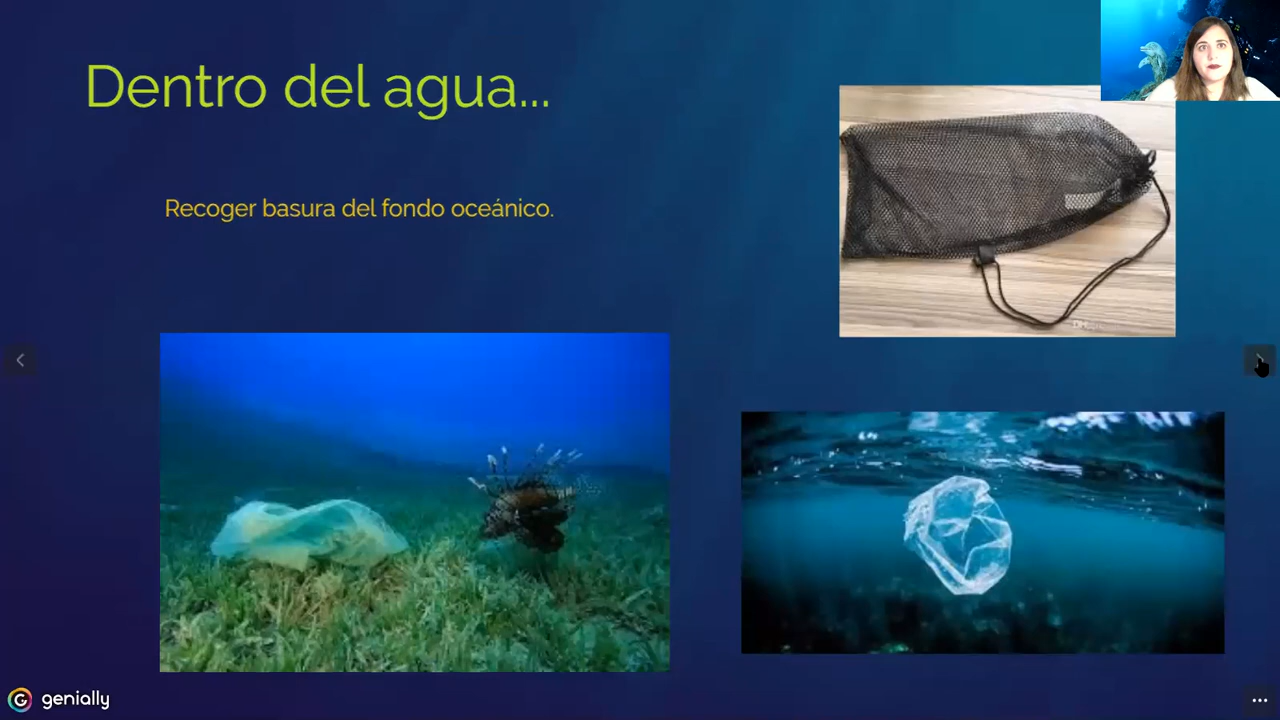 Dentro del agua...
Recoger basura del fondo oceánico.
genially